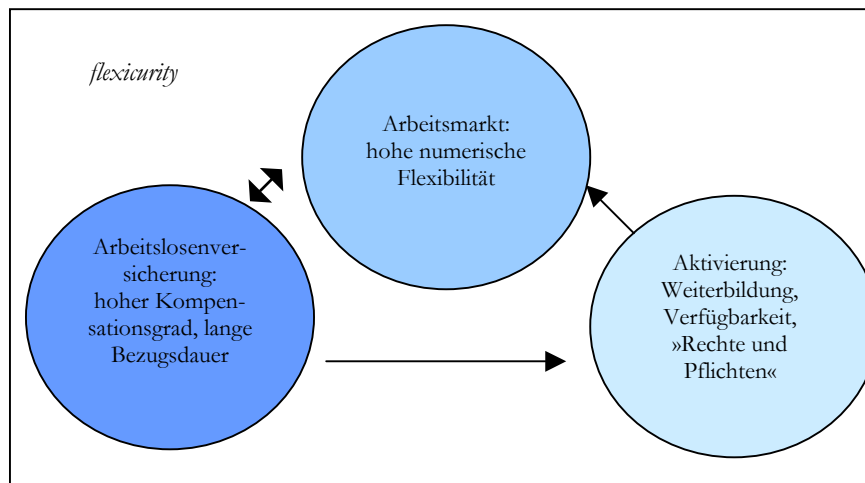 flexicurity
Arbeitsmarkt:
hohe numerische
Flexibilität
Arbeitslosenver-
sicherung:
hoher Kompen-
sationsgrad, lange
Bezugsdauer
Aktivierung:
Weiterbildung,
Verfügbarkeit,
»Rechte und
Pflichten«